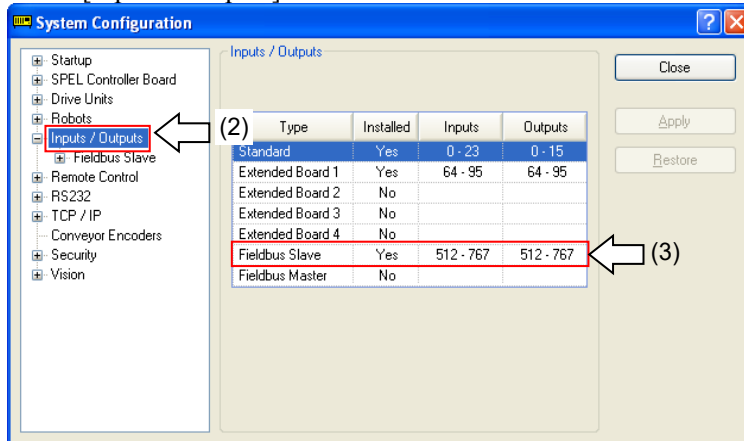 System Configuration
Startup
SPEL Controller Board
Drive Units
Robots
Inputs / Outputs
Fieldbus Slave
Remote Control
RS232
TCP / IP
Conveyor Encoders
Security
Vision
(2)
Inputs / Outputs
Type Installed Inputs Outputs
Standard Yes 0 - 23 0 - 15
Extended Board 1 Yes 64 - 95 64 - 95
Extended Board 2 No
Extended Board 3 No
Extended Board 4 No
Fieldbus Slave Yes 512 - 767 512 - 767
Fieldbus Master No
(3)
Close
Apply
Restore